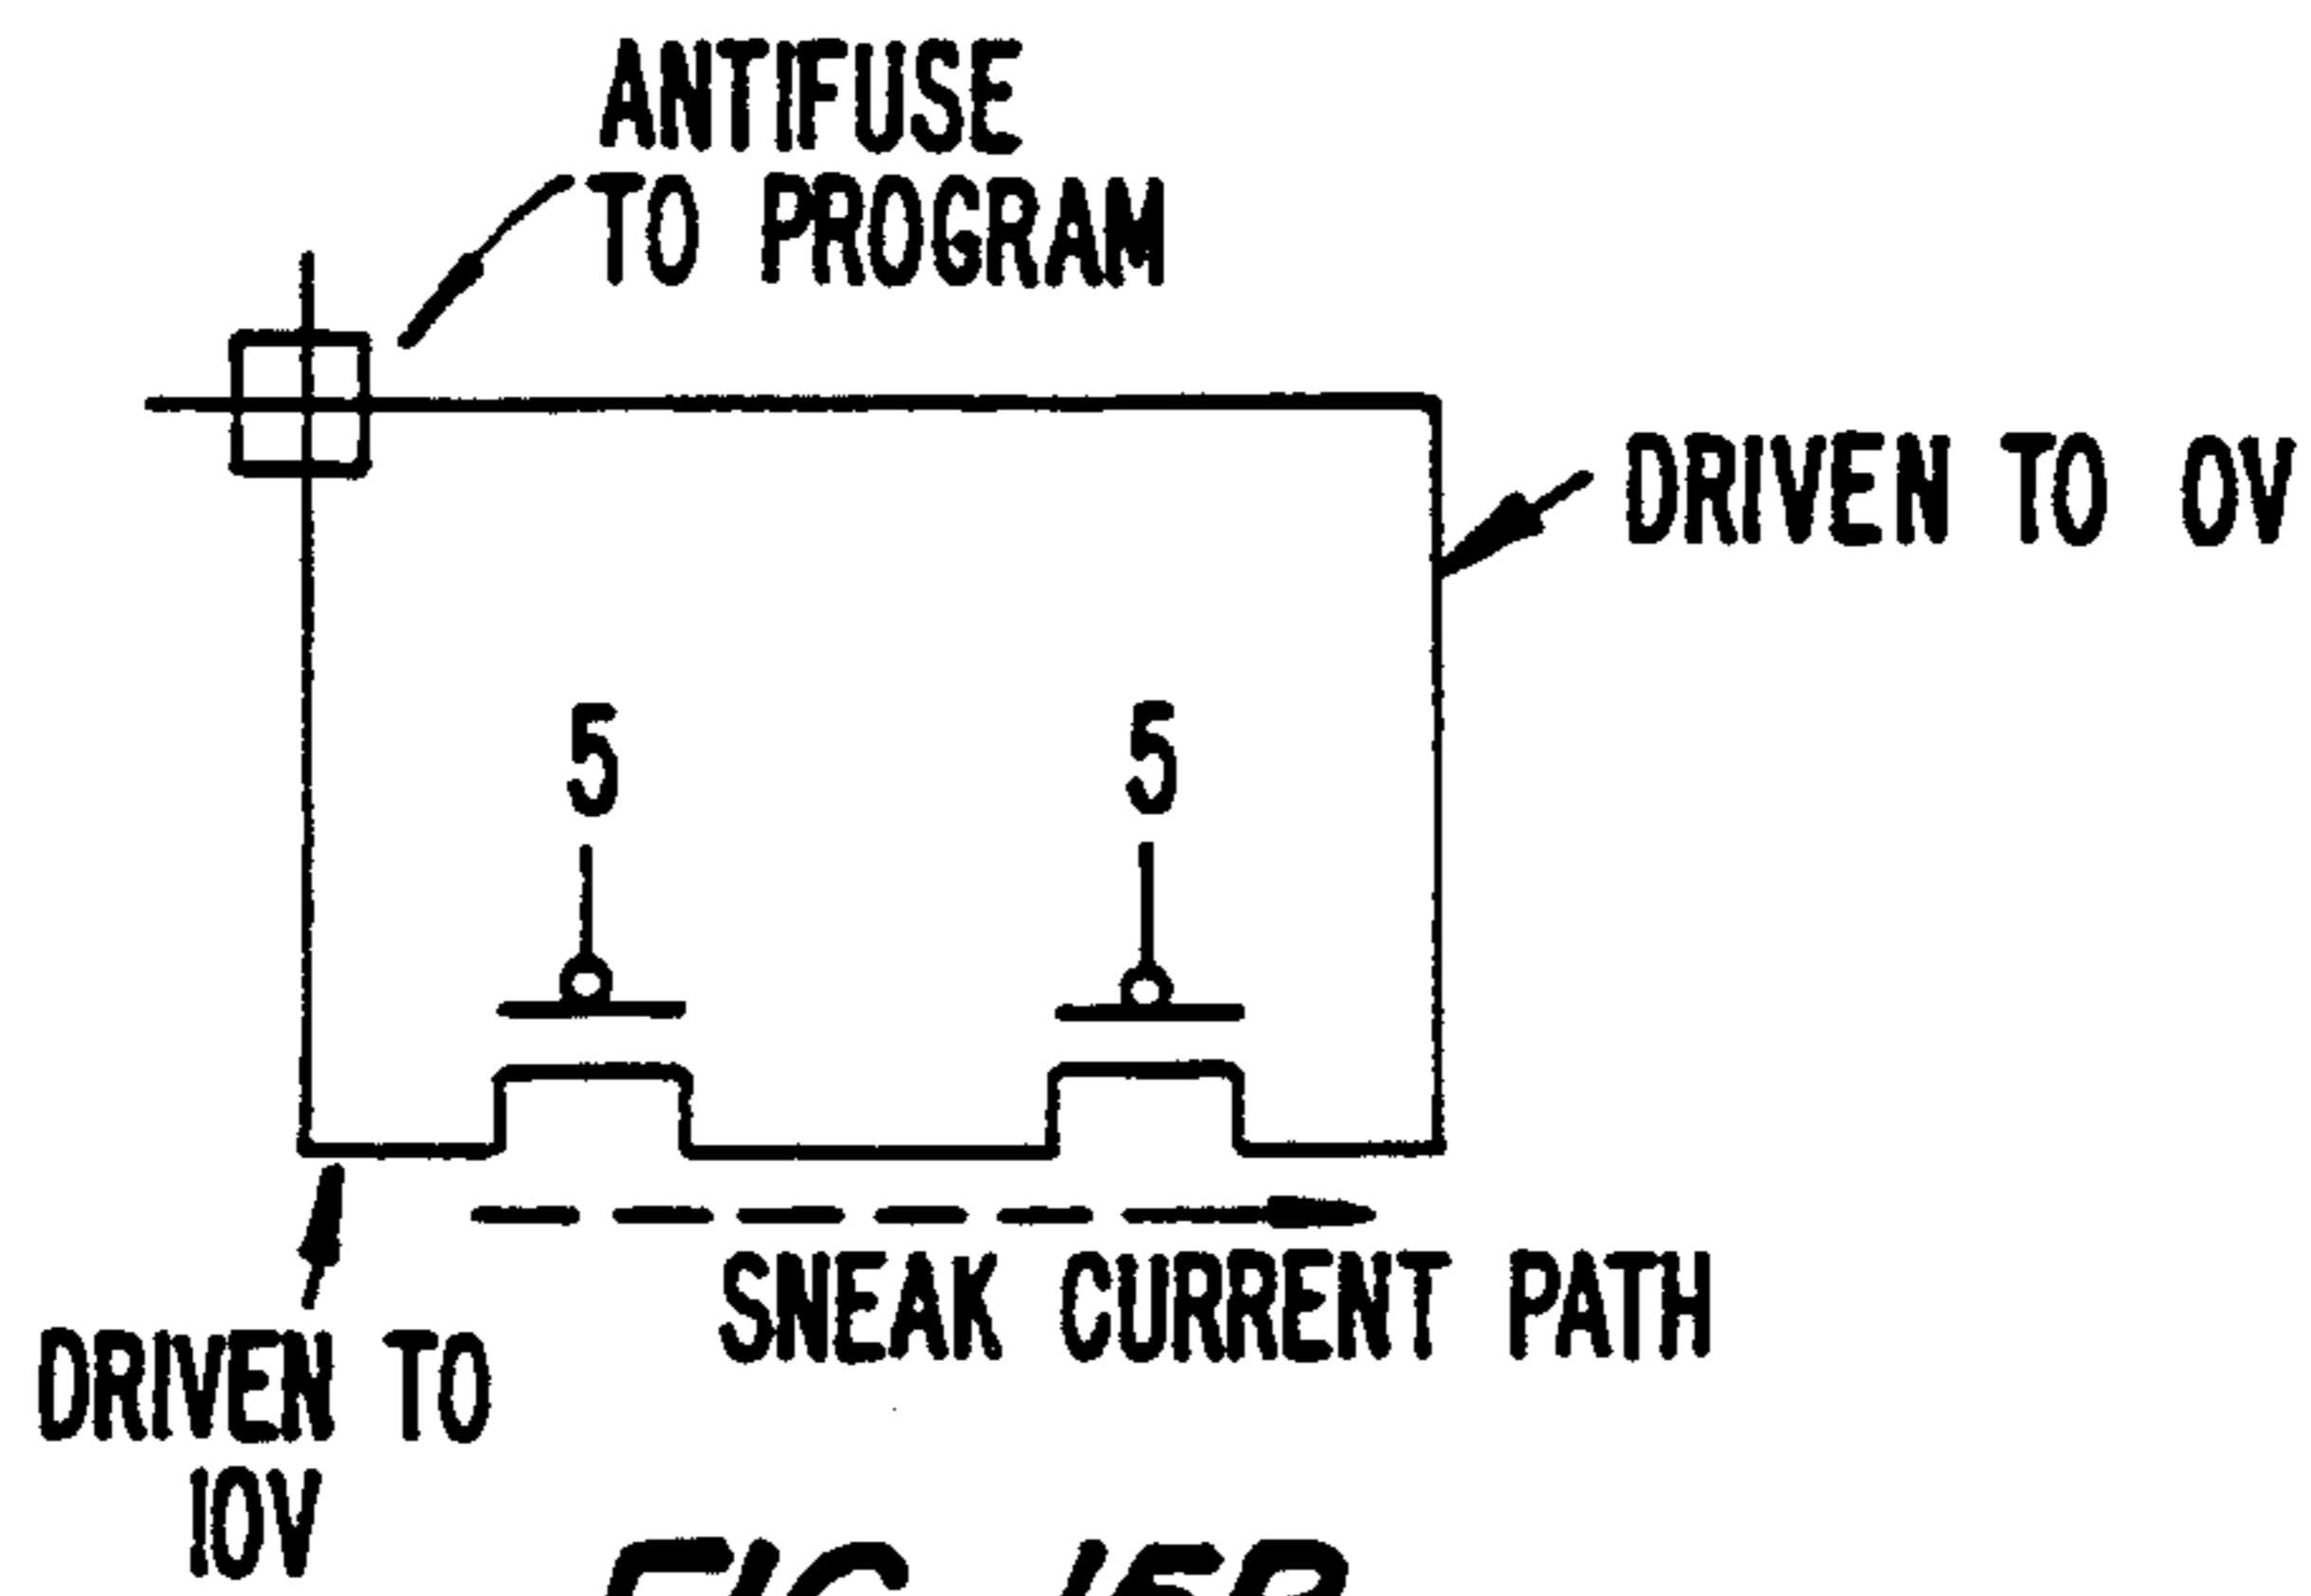 ANTIFUSE
TO PROGRAM
DRIVEN TO 0V
5
5
SNEAK CURRENT PATH
DRIVEN TO
10V